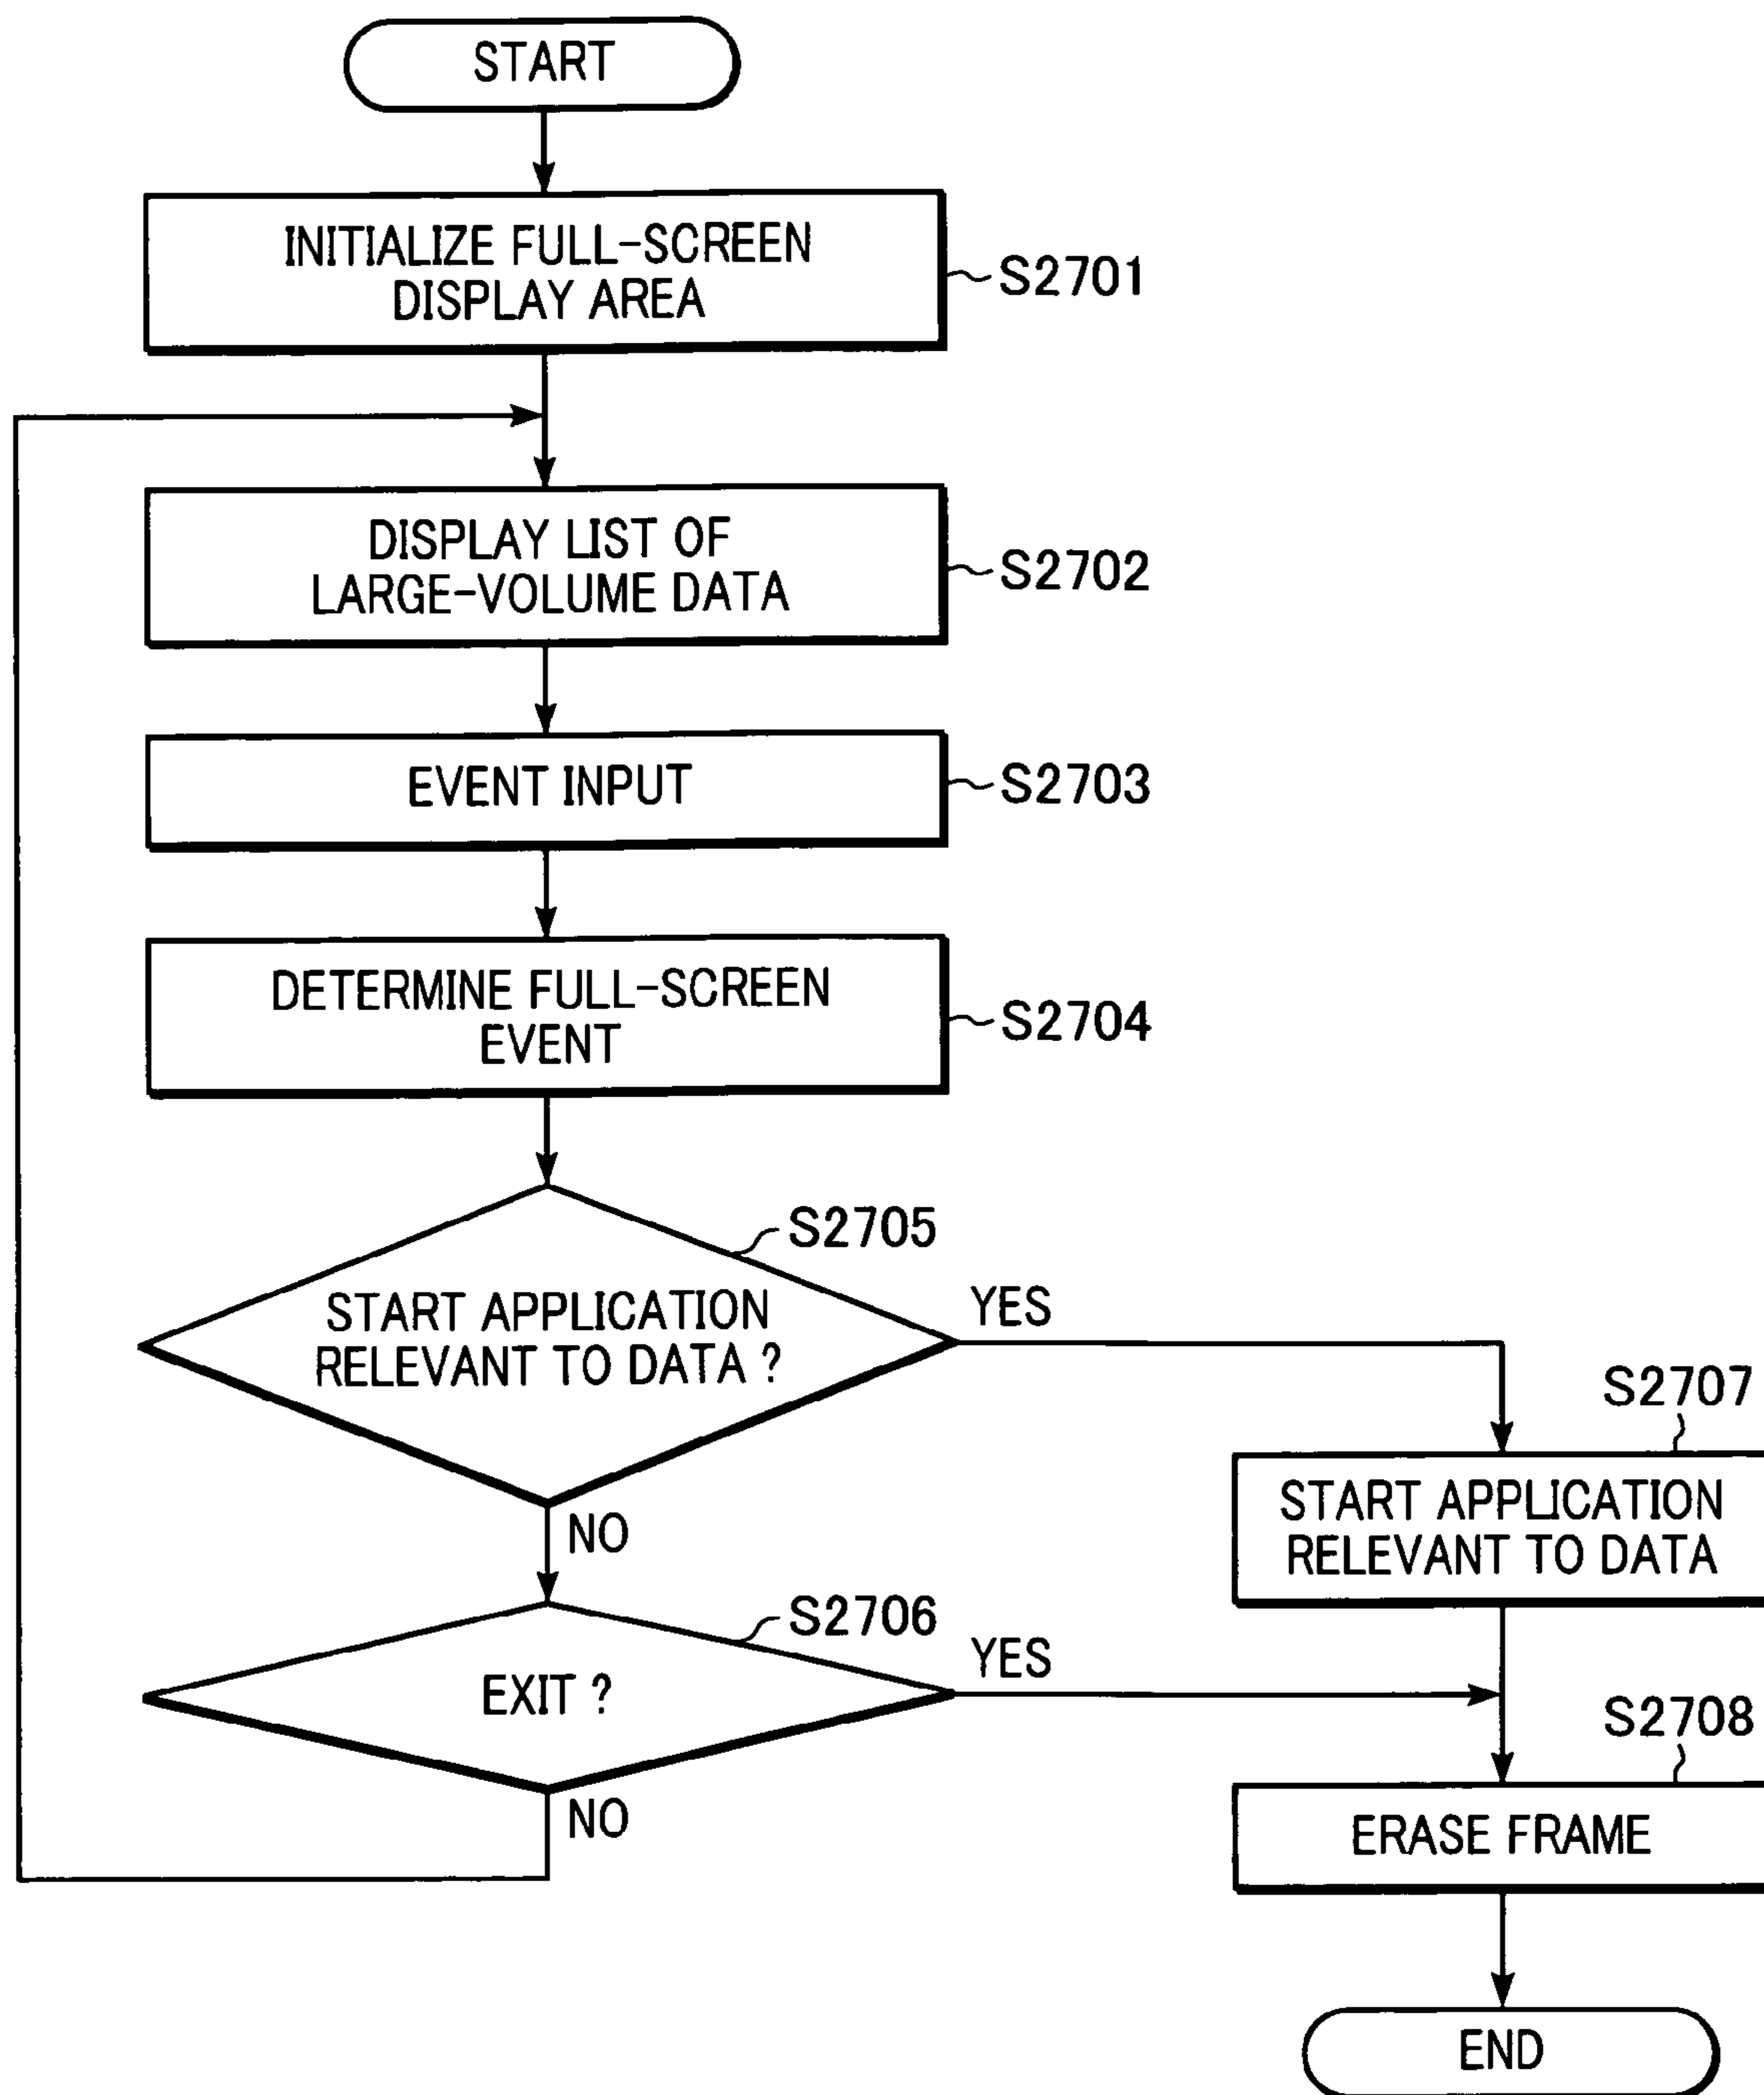 START
INITIALIZE FULL-SCREEN
DISPLAY AREA
S2701
DISPLAY LIST OF
LARGE-VOLUME DATA
S2702
EVENT INPUT
S2703
DETERMINE FULL-SCREEN
EVENT
S2704
S2705
START APPLICATION
RELEVANT TO DATA ?
YES
NO
S2707
START APPLICATION
RELEVANT TO DATA
S2706
EXIT ?
YES
NO
S2708
ERASE FRAME
END